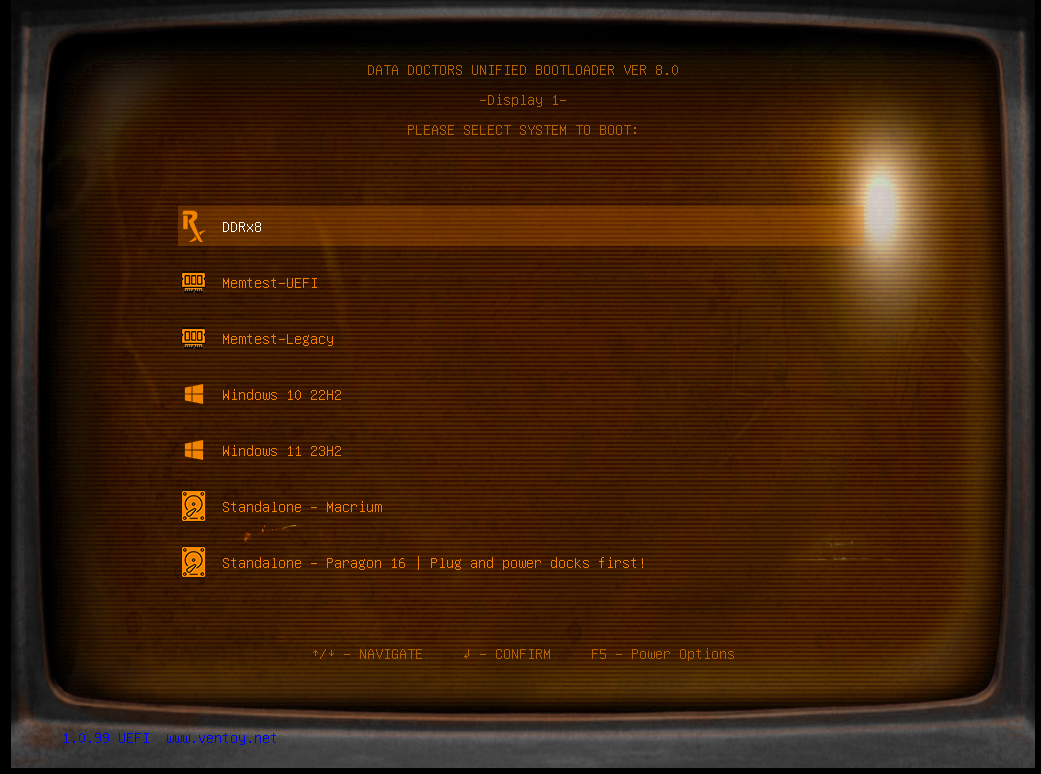 DATA DOCTORS UNIFIED BOOTLOADER VER 8.0
-Display 1-
PLEASE SELECT SYSTEM TO BOOT:
DDRx8
Memtest-UEFI
Memtest-Legacy
Windows 10 22H2
Windows 11 23H2
Standalone - Macrium
Standalone - Paragon 16 | Plug and power docks first!
↑/↓ - NAVIGATE ↲ - CONFIRM F5 - Power Options
1.0.99 UEFI www.ventoy.net